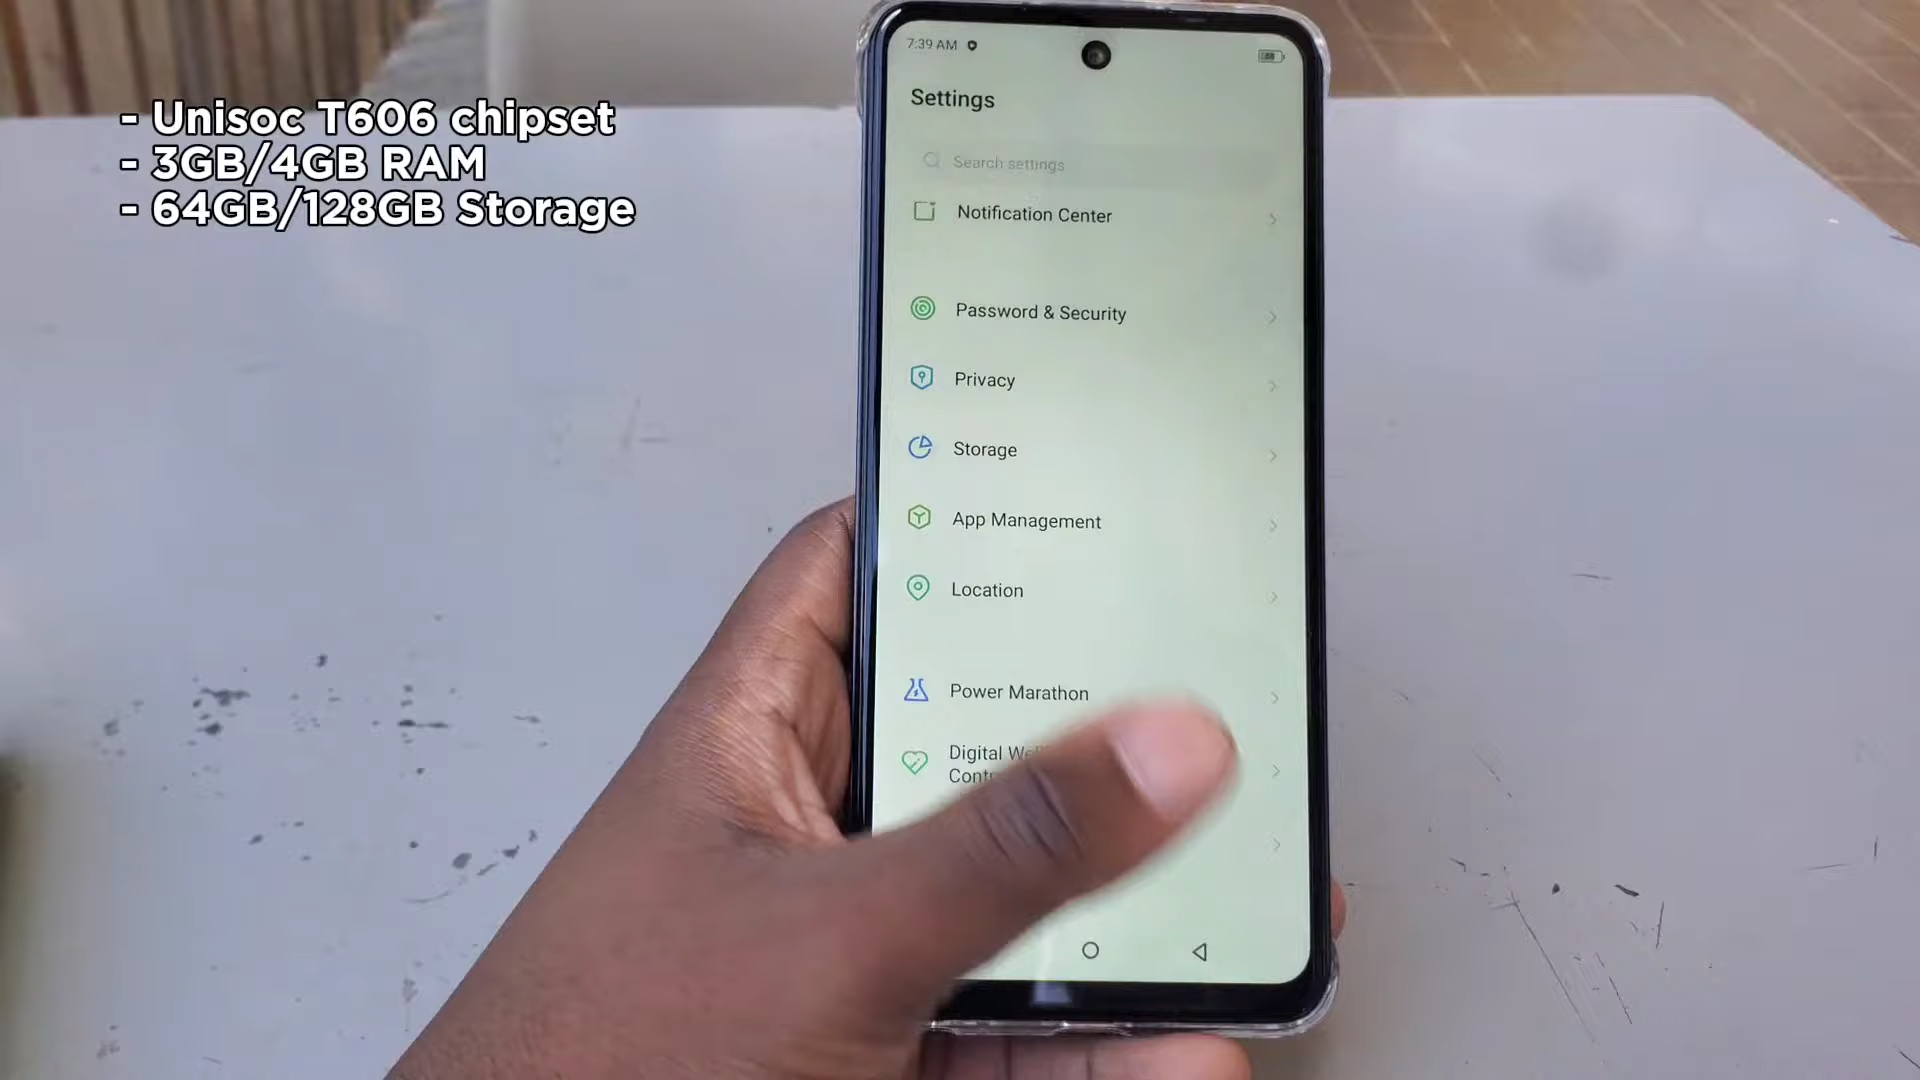 - Unisoc T606 chipset
- 3GB/4GB RAM
- 64GB/128GB Storage
7:39 AM
Settings
Search settings
Notification Center
Password & Security
Privacy
Storage
App Management
Location
Power Marathon
Digital